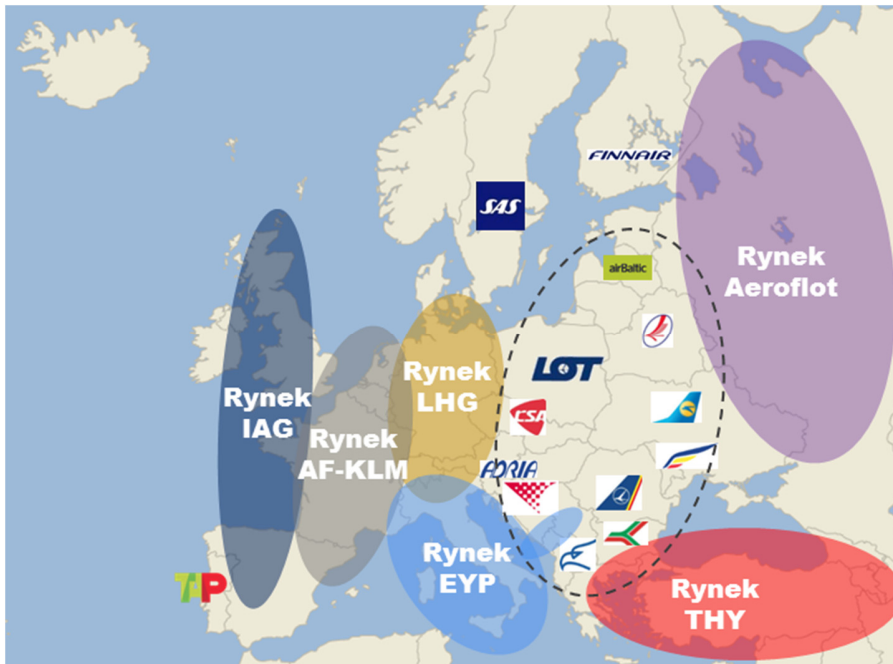 FINNAIR
SAS
Rynek
Aeroflot
airBaltic
LOT
Rynek
LHG
Rynek
IAG
CSA
Rynek
AF-KLM
ADRIA
Rynek
EYP
TAP
Rynek
THY